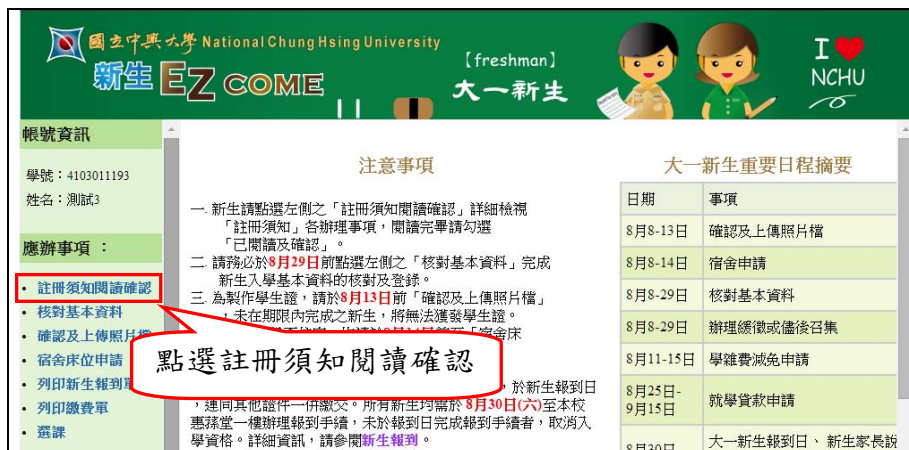 國立中興大學 National Chung Hsing University
新生 EZ COME
【freshman】
大一新生
I
NCHU
帳號資訊
學號：4103011193
姓名：測試3
應辦事項：
• 註冊須知閱讀確認
• 核對基本資料
• 確認及上傳照片檔
• 宿舍床位申請
• 列印新生報到單
• 列印繳費單
• 選課
點選註冊須知閱讀確認
注意事項
一. 新生請點選左側之「註冊須知閱讀確認」詳細檢視
「註冊須知」各辦理事項，閱讀完畢請勾選
「已閱讀及確認」。
二. 請務必於8月29日前點選左側之「核對基本資料」完成
新生入學基本資料的核對及登錄。
三. 為製作學生證，請於8月13日前「確認及上傳照片檔」
，未在期限內完成之新生，將無法獲發學生證。
「宿舍床
，於新生報到日
，連同其他證件一併繳交。所有新生均需於 8月30日(六)至本校
惠蓀堂一樓辦理報到手續，未於報到日完成報到手續者，取消入
學資格。詳細資訊，請參閱新生報到。
大一新生重要日程摘要
日期 事項
8月8-13日 確認及上傳照片檔
8月8-14日 宿舍申請
8月8-29日 核對基本資料
8月8-29日 辦理緩徵或儘後召集
8月11-15日 學雜費減免申請
8月25日-
9月15日 就學貸款申請
8月30日 大一新生報到日、新生家長說